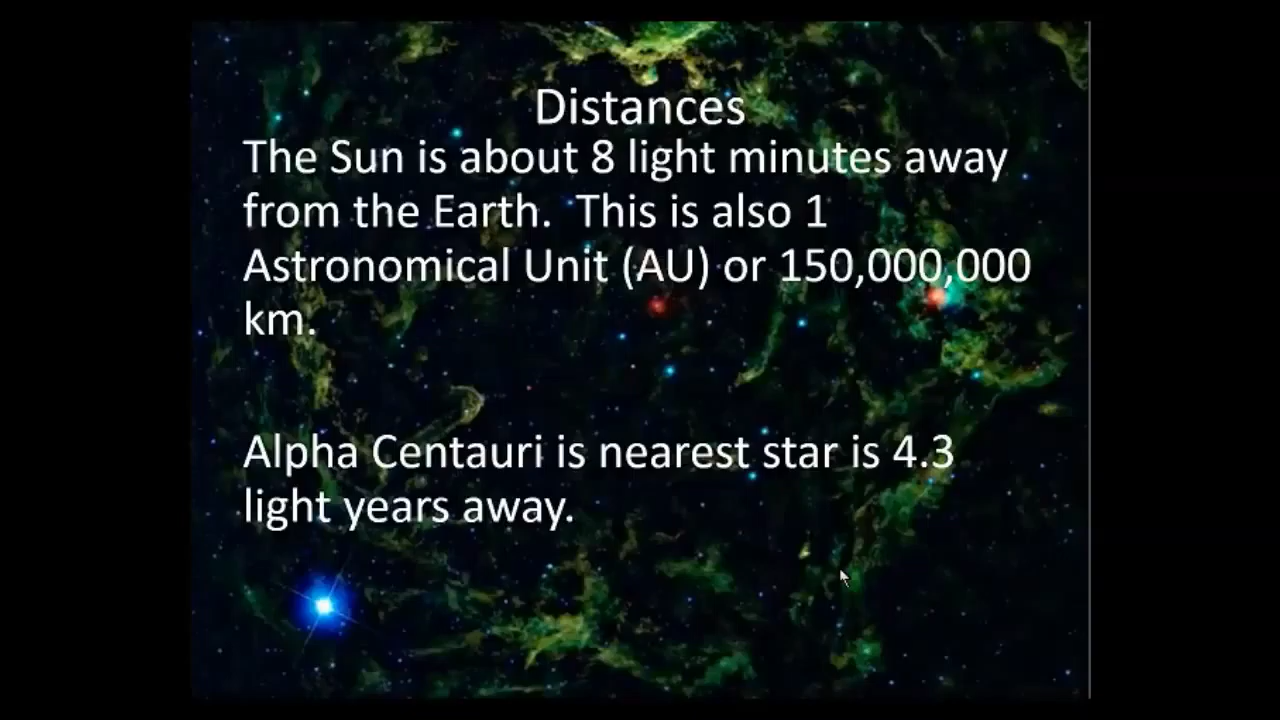 Distances
The Sun is about 8 light minutes away
from the Earth.  This is also 1
Astronomical Unit (AU) or 150,000,000
km.
Alpha Centauri is nearest star is 4.3
light years away.